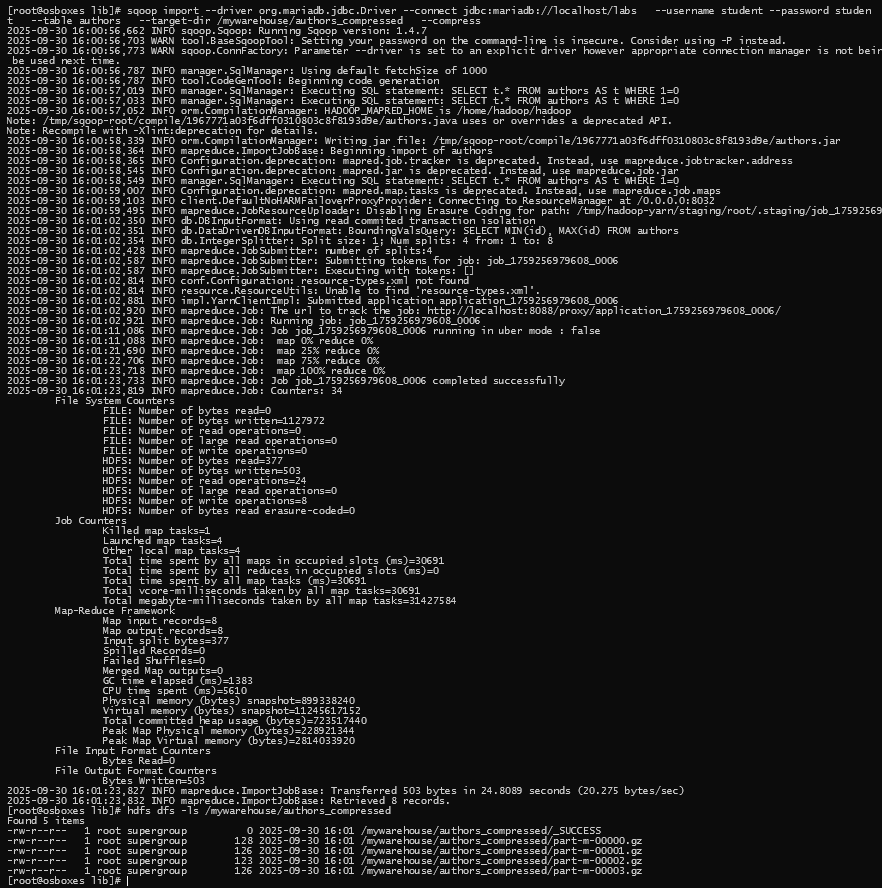 [root@osboxes lib]# sqoop import --driver org.mariadb.jdbc.Driver --connect jdbc:mariadb://localhost/labs   --username student --password studen
t   --table authors   --target-dir /mywarehouse/authors_compressed   --compress
2025-09-30 16:00:56,662 INFO sqoop.Sqoop: Running Sqoop version: 1.4.7
2025-09-30 16:00:56,703 WARN tool.BaseSqoopTool: Setting your password on the command-line is insecure. Consider using -P instead.
2025-09-30 16:00:56,773 WARN sqoop.ConnFactory: Parameter --driver is set to an explicit driver however appropriate connection manager is not bein
 be used next time.
2025-09-30 16:00:56,787 INFO manager.SqlManager: Using default fetchSize of 1000
2025-09-30 16:00:56,787 INFO tool.CodeGenTool: Beginning code generation
2025-09-30 16:00:57,019 INFO manager.SqlManager: Executing SQL statement: SELECT t.* FROM authors AS t WHERE 1=0
2025-09-30 16:00:57,033 INFO manager.SqlManager: Executing SQL statement: SELECT t.* FROM authors AS t WHERE 1=0
2025-09-30 16:00:57,052 INFO orm.CompilationManager: HADOOP_MAPRED_HOME is /home/hadoop/hadoop
Note: /tmp/sqoop-root/compile/1967771a03f6dff0310803c8f8193d9e/authors.java uses or overrides a deprecated API.
Note: Recompile with -Xlint:deprecation for details.
2025-09-30 16:00:58,339 INFO orm.CompilationManager: Writing jar file: /tmp/sqoop-root/compile/1967771a03f6dff0310803c8f8193d9e/authors.jar
2025-09-30 16:00:58,364 INFO mapreduce.ImportJobBase: Beginning import of authors
2025-09-30 16:00:58,365 INFO Configuration.deprecation: mapred.job.tracker is deprecated. Instead, use mapreduce.jobtracker.address
2025-09-30 16:00:58,545 INFO Configuration.deprecation: mapred.jar is deprecated. Instead, use mapreduce.job.jar
2025-09-30 16:00:58,549 INFO manager.SqlManager: Executing SQL statement: SELECT t.* FROM authors AS t WHERE 1=0
2025-09-30 16:00:59,007 INFO Configuration.deprecation: mapred.map.tasks is deprecated. Instead, use mapreduce.job.maps
2025-09-30 16:00:59,103 INFO client.DefaultNoHARMFailoverProxyProvider: Connecting to ResourceManager at /0.0.0.0:8032
2025-09-30 16:00:59,495 INFO mapreduce.JobResourceUploader: Disabling Erasure Coding for path: /tmp/hadoop-yarn/staging/root/.staging/job_17592569
2025-09-30 16:01:02,350 INFO db.DBInputFormat: Using read commited transaction isolation
2025-09-30 16:01:02,351 INFO db.DataDrivenDBInputFormat: BoundingValsQuery: SELECT MIN(id), MAX(id) FROM authors
2025-09-30 16:01:02,354 INFO db.IntegerSplitter: Split size: 1; Num splits: 4 from: 1 to: 8
2025-09-30 16:01:02,428 INFO mapreduce.JobSubmitter: number of splits:4
2025-09-30 16:01:02,587 INFO mapreduce.JobSubmitter: Submitting tokens for job: job_1759256979608_0006
2025-09-30 16:01:02,587 INFO mapreduce.JobSubmitter: Executing with tokens: []
2025-09-30 16:01:02,814 INFO conf.Configuration: resource-types.xml not found
2025-09-30 16:01:02,814 INFO resource.ResourceUtils: Unable to find 'resource-types.xml'.
2025-09-30 16:01:02,881 INFO impl.YarnClientImpl: Submitted application application_1759256979608_0006
2025-09-30 16:01:02,920 INFO mapreduce.Job: The url to track the job: http://localhost:8088/proxy/application_1759256979608_0006/
2025-09-30 16:01:02,921 INFO mapreduce.Job: Running job: job_1759256979608_0006
2025-09-30 16:01:11,086 INFO mapreduce.Job: Job job_1759256979608_0006 running in uber mode : false
2025-09-30 16:01:11,088 INFO mapreduce.Job:  map 0% reduce 0%
2025-09-30 16:01:21,690 INFO mapreduce.Job:  map 25% reduce 0%
2025-09-30 16:01:22,706 INFO mapreduce.Job:  map 75% reduce 0%
2025-09-30 16:01:23,718 INFO mapreduce.Job:  map 100% reduce 0%
2025-09-30 16:01:23,733 INFO mapreduce.Job: Job job_1759256979608_0006 completed successfully
2025-09-30 16:01:23,819 INFO mapreduce.Job: Counters: 34
File System Counters
FILE: Number of bytes read=0
FILE: Number of bytes written=1127972
FILE: Number of read operations=0
FILE: Number of large read operations=0
FILE: Number of write operations=0
HDFS: Number of bytes read=377
HDFS: Number of bytes written=503
HDFS: Number of read operations=24
HDFS: Number of large read operations=0
HDFS: Number of write operations=8
HDFS: Number of bytes read erasure-coded=0
Job Counters
Killed map tasks=1
Launched map tasks=4
Other local map tasks=4
Total time spent by all maps in occupied slots (ms)=30691
Total time spent by all reduces in occupied slots (ms)=0
Total time spent by all map tasks (ms)=30691
Total vcore-milliseconds taken by all map tasks=30691
Total megabyte-milliseconds taken by all map tasks=31427584
Map-Reduce Framework
Map input records=8
Map output records=8
Input split bytes=377
Spilled Records=0
Failed Shuffles=0
Merged Map outputs=0
GC time elapsed (ms)=1383
CPU time spent (ms)=5610
Physical memory (bytes) snapshot=899338240
Virtual memory (bytes) snapshot=11245617152
Total committed heap usage (bytes)=723517440
Peak Map Physical memory (bytes)=228921344
Peak Map Virtual memory (bytes)=2814033920
File Input Format Counters
Bytes Read=0
File Output Format Counters
Bytes Written=503
2025-09-30 16:01:23,827 INFO mapreduce.ImportJobBase: Transferred 503 bytes in 24.8089 seconds (20.275 bytes/sec)
2025-09-30 16:01:23,832 INFO mapreduce.ImportJobBase: Retrieved 8 records.
[root@osboxes lib]# hdfs dfs -ls /mywarehouse/authors_compressed
Found 5 items
-rw-r--r--   1 root supergroup          0 2025-09-30 16:01 /mywarehouse/authors_compressed/_SUCCESS
-rw-r--r--   1 root supergroup        128 2025-09-30 16:01 /mywarehouse/authors_compressed/part-m-00000.gz
-rw-r--r--   1 root supergroup        126 2025-09-30 16:01 /mywarehouse/authors_compressed/part-m-00001.gz
-rw-r--r--   1 root supergroup        123 2025-09-30 16:01 /mywarehouse/authors_compressed/part-m-00002.gz
-rw-r--r--   1 root supergroup        126 2025-09-30 16:01 /mywarehouse/authors_compressed/part-m-00003.gz
[root@osboxes lib]#